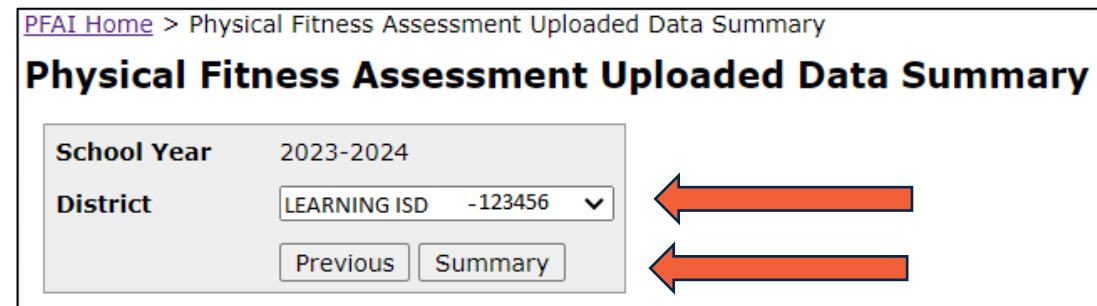 PFAI Home > Physical Fitness Assessment Uploaded Data Summary
Physical Fitness Assessment Uploaded Data Summary
School Year 2023-2024
District LEARNING ISD -123456
Previous Summary